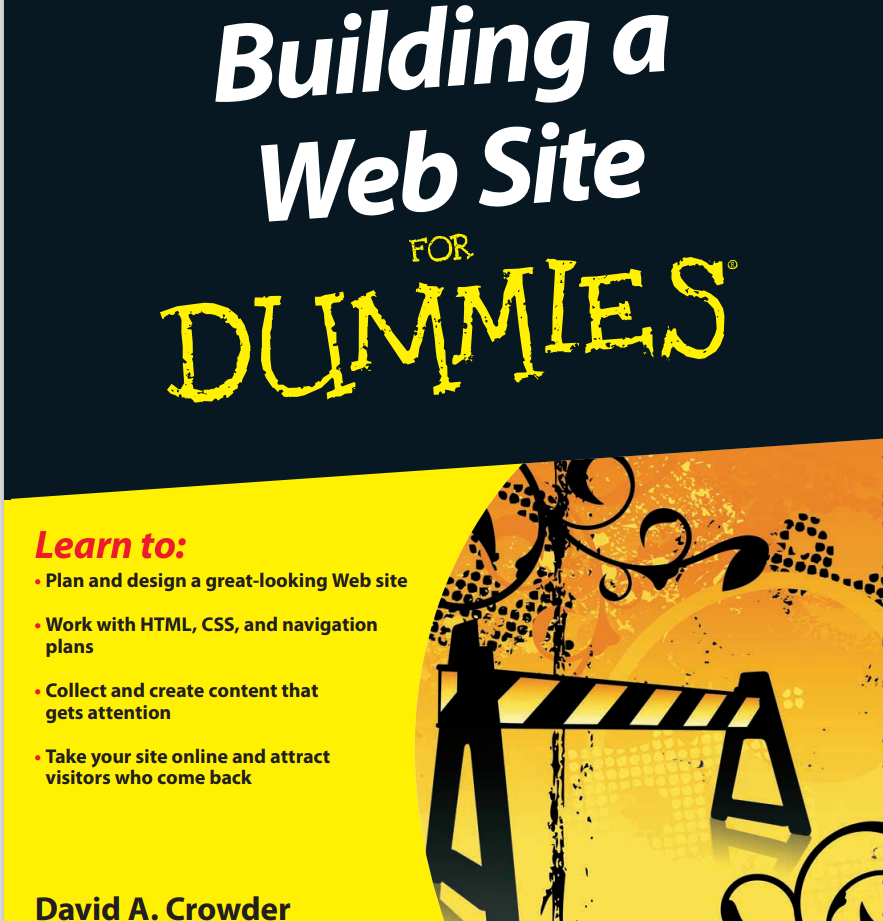 Building a
Web Site
FOR
DUMMIES®
Learn to:
• Plan and design a great-looking Web site
• Work with HTML, CSS, and navigation
plans
• Collect and create content that
gets attention
• Take your site online and attract
visitors who come back
David A. Crowder